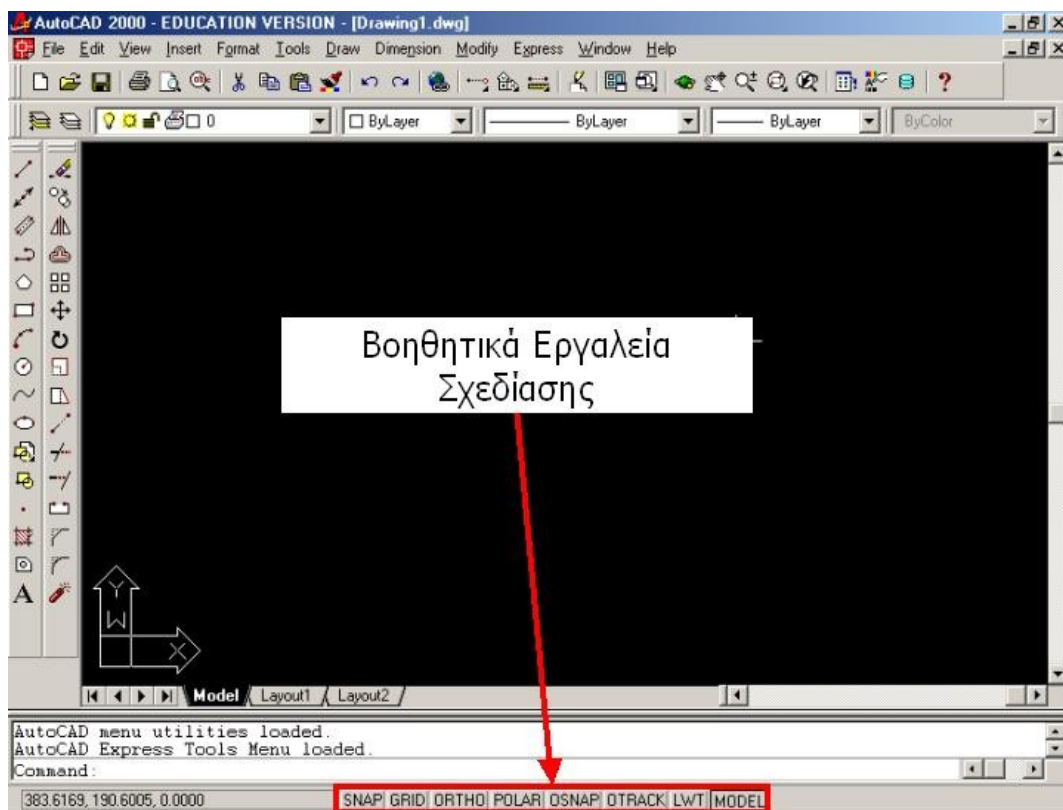 AutoCAD 2000 - EDUCATION VERSION - [Drawing1.dwg]
File Edit View Insert Format Tools Draw Dimension Modify Express Window Help
0 ByLayer ByLayer ByLayer ByColor
Βοηθητικά Εργαλεία
Σχεδίασης
Y
W
X
A
Model Layout1 Layout2
AutoCAD menu utilities loaded.
AutoCAD Express Tools Menu loaded.
Command:
383.6169, 190.6005, 0.0000 SNAP GRID ORTHO POLAR OSNAP OTRACK LWT MODEL